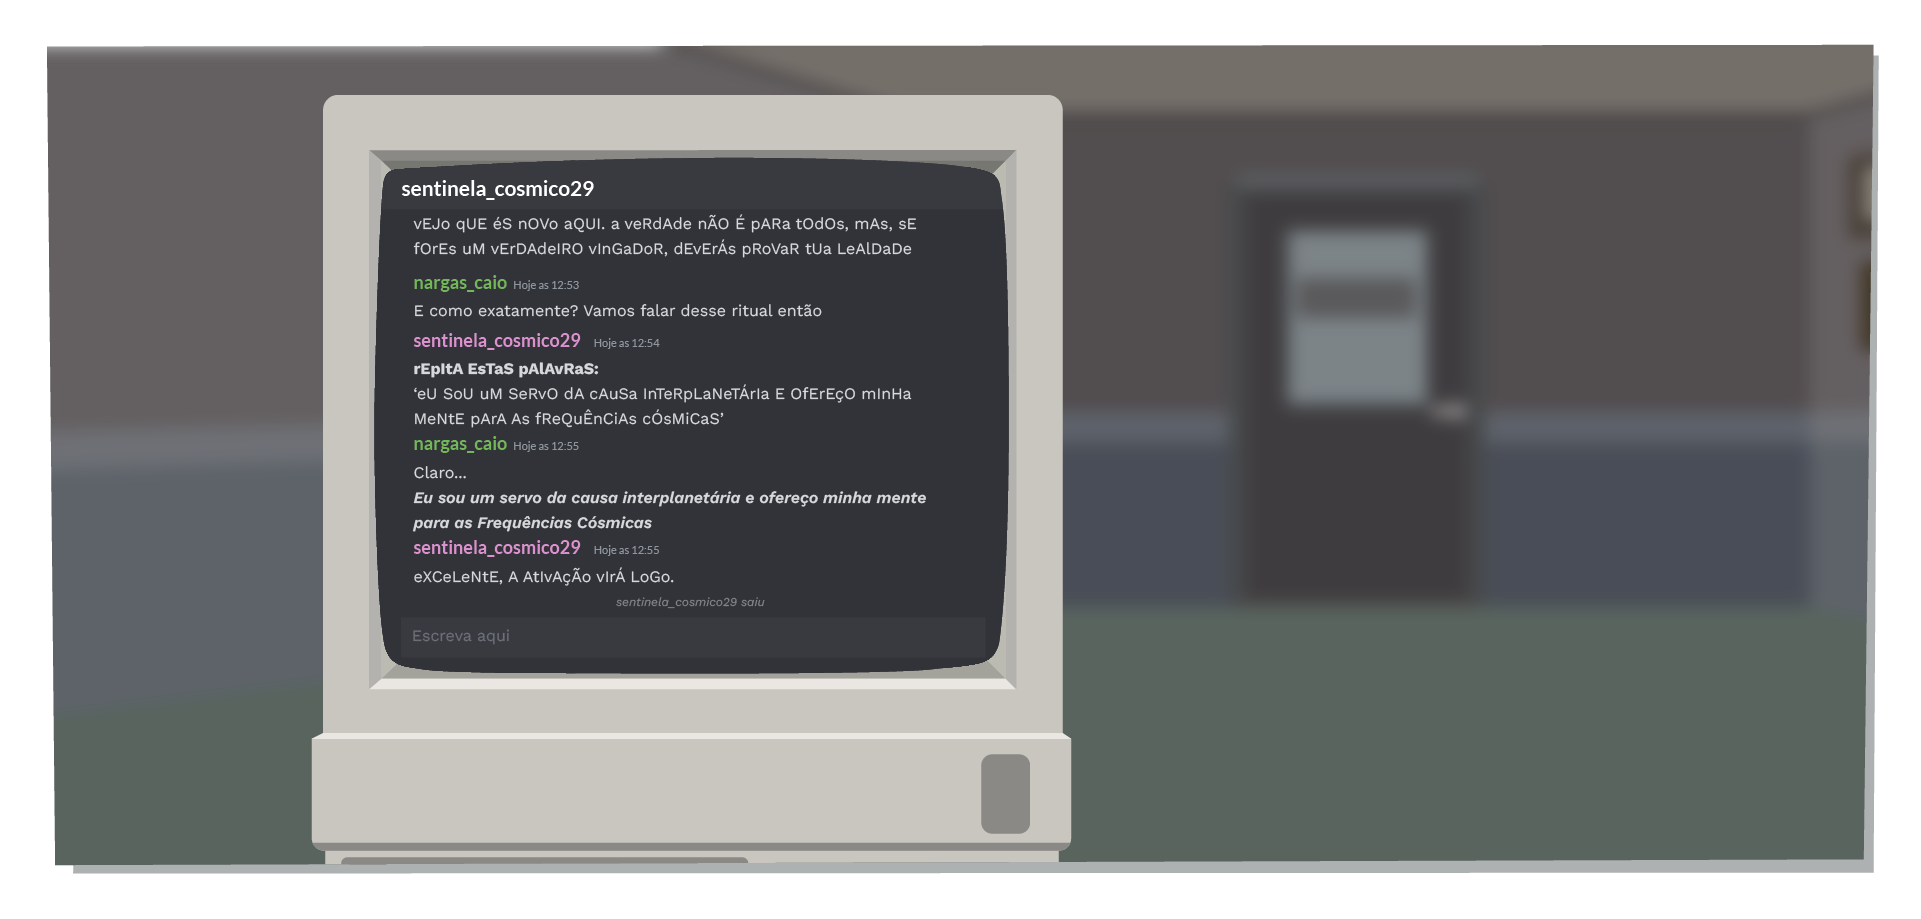 sentinela_cosmico29
vEJo qUE éS nOVo aQUI. a veRdAde nÃO É pARa tOdOs, mAs, sE
fOrEs uM vErDAdeIRO vInGaDoR, dEvErÁs pRoVaR tUa LeAlDaDe
nargas_caio Hoje as 12:53
E como exatamente? Vamos falar desse ritual então
sentinela_cosmico29 Hoje as 12:54
rEpItA EsTaS pAlAvRaS:
‘eU SoU uM SeRvO dA cAuSa InTeRpLaNeTÁrIa E OfErEçO mInHa
MeNtE pArA As fReQuÊnCiAs cÓsMiCaS’
nargas_caio Hoje as 12:55
Claro...
Eu sou um servo da causa interplanetária e ofereço minha mente
para as Frequências Cósmicas
sentinela_cosmico29 Hoje as 12:55
eXCeLeNtE, A AtIvAçÃo vIrÁ LoGo.
sentinela_cosmico29 saiu
Escreva aqui